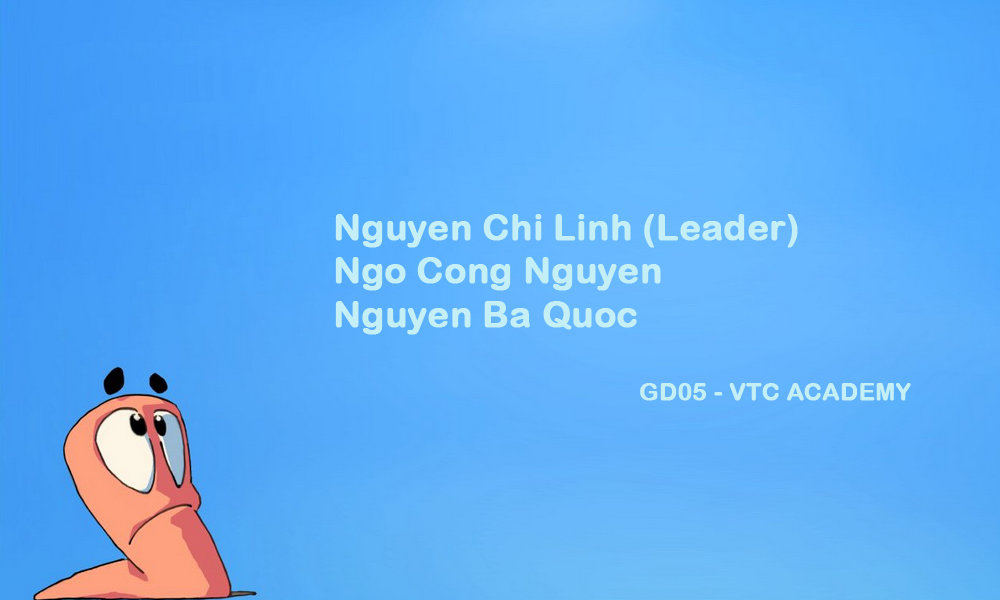 Nguyen Chi Linh (Leader)
Ngo Cong Nguyen
Nguyen Ba Quoc
GD05 - VTC ACADEMY